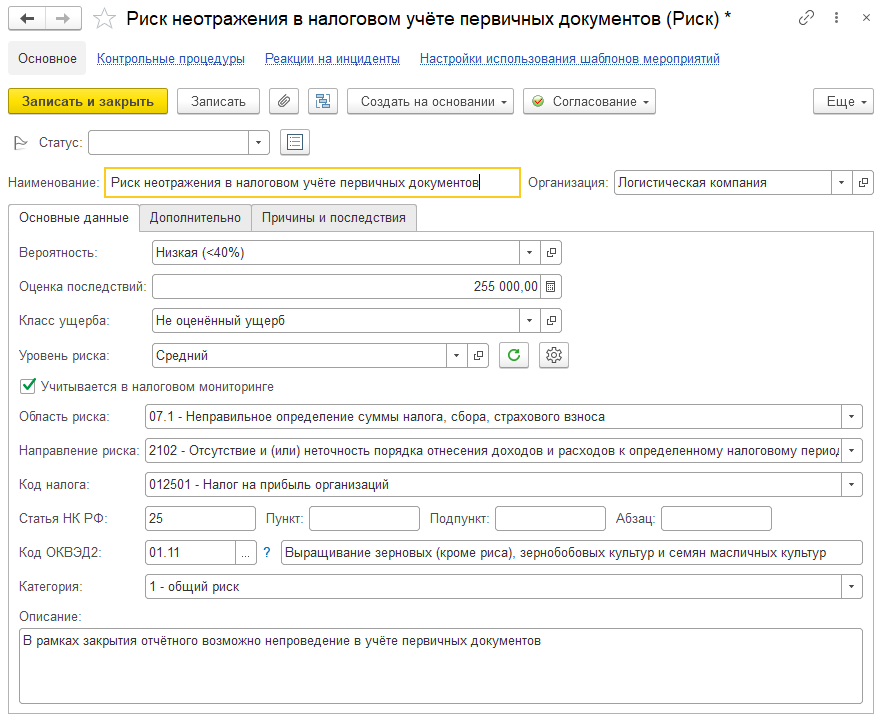 Риск неотражения в налоговом учёте первичных документов (Риск) *
Основное Контрольные процедуры Реакции на инциденты Настройки использования шаблонов мероприятий
Записать и закрыть Записать Создать на основании Согласование Еще
Статус:
Наименование: Риск неотражения в налоговом учёте первичных документов Организация: Логистическая компания
Основные данные Дополнительно Причины и последствия
Вероятность: Низкая (<40%)
Оценка последствий: 255 000,00
Класс ущерба: Не оценённый ущерб
Уровень риска: Средний
Учитывается в налоговом мониторинге
Область риска: 07.1 - Неправильное определение суммы налога, сбора, страхового взноса
Направление риска: 2102 - Отсутствие и (или) неточность порядка отнесения доходов и расходов к определенному налоговому период
Код налога: 012501 - Налог на прибыль организаций
Статья НК РФ: 25 Пункт: Подпункт: Абзац:
Код ОКВЭД2: 01.11 ... ? Выращивание зерновых (кроме риса), зернобобовых культур и семян масличных культур
Категория: 1 - общий риск
Описание:
В рамках закрытия отчётного возможно непроведение в учёте первичных документов